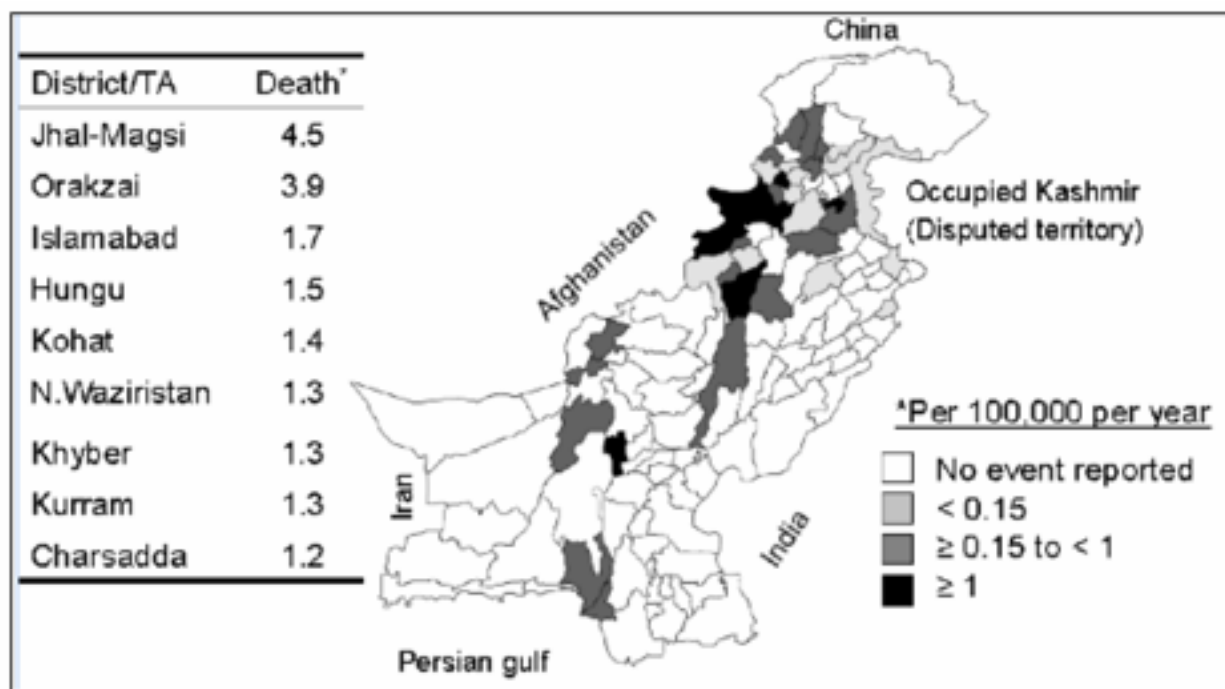 District/TA Death*
Jhal-Magsi 4.5
Orakzai 3.9
Islamabad 1.7
Hungu 1.5
Kohat 1.4
N.Waziristan 1.3
Khyber 1.3
Kurram 1.3
Charsadda 1.2
China
Occupied Kashmir
(Disputed territory)
Afghanistan
Iran
India
Persian gulf
*Per 100,000 per year
No event reported
< 0.15
≥ 0.15 to < 1
≥ 1